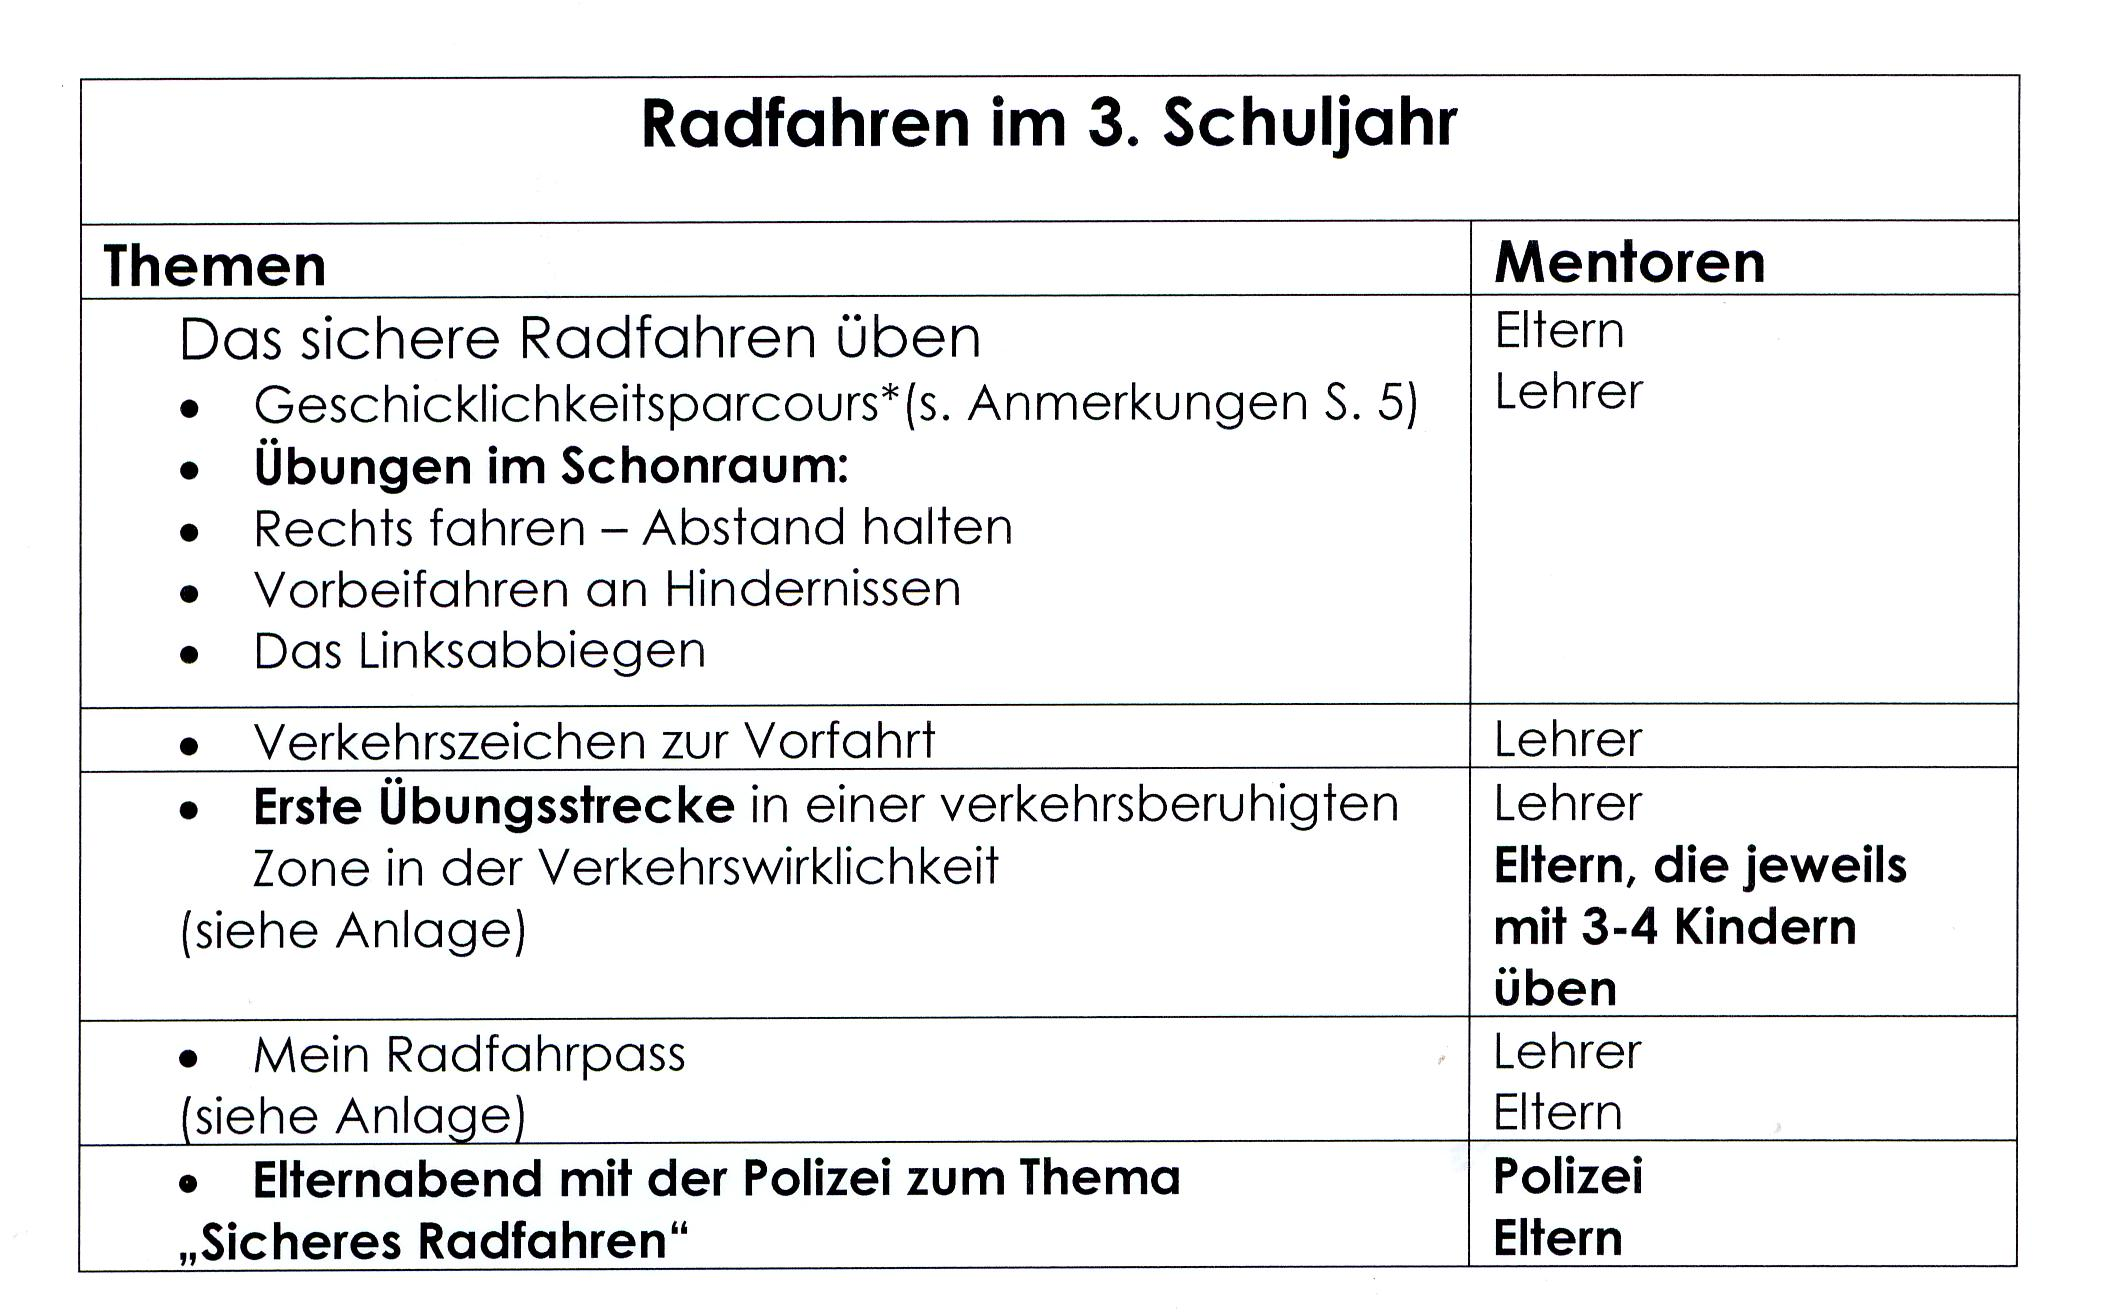 Radfahren im 3. Schuljahr
Themen
Mentoren
Das sichere Radfahren üben
• Geschicklichkeitsparcours*(s. Anmerkungen S. 5)
• Übungen im Schonraum:
• Rechts fahren – Abstand halten
• Vorbeifahren an Hindernissen
• Das Linksabbiegen
Eltern
Lehrer
• Verkehrszeichen zur Vorfahrt
Lehrer
• Erste Übungsstrecke in einer verkehrsberuhigten
Zone in der Verkehrswirklichkeit
(siehe Anlage)
Lehrer
Eltern, die jeweils
mit 3-4 Kindern
üben
• Mein Radfahrpass
(siehe Anlage)
Lehrer
Eltern
• Elternabend mit der Polizei zum Thema
„Sicheres Radfahren“
Polizei
Eltern